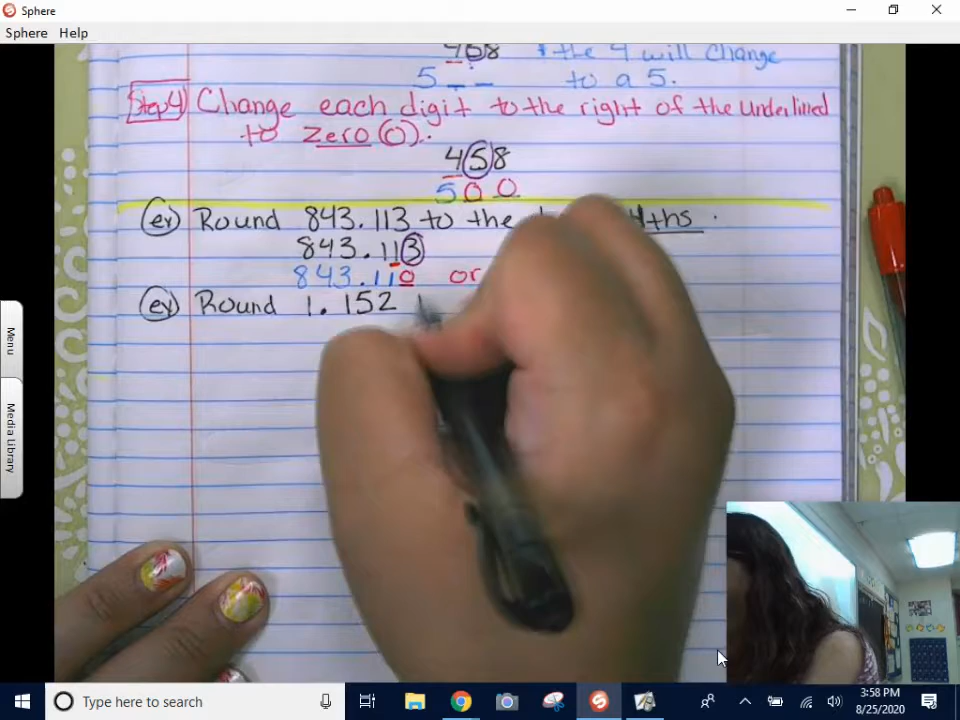 Sphere
Sphere Help
468 the 4 will change
5 _ _ to a 5.
Step 4 Change each digit to the right of the underlined
to zero (0).
458
500
ex Round 843.113 to the
843.113
843.110 or
ex Round 1.152
Menu
Media Library
Type here to search
3:58 PM
8/25/2020